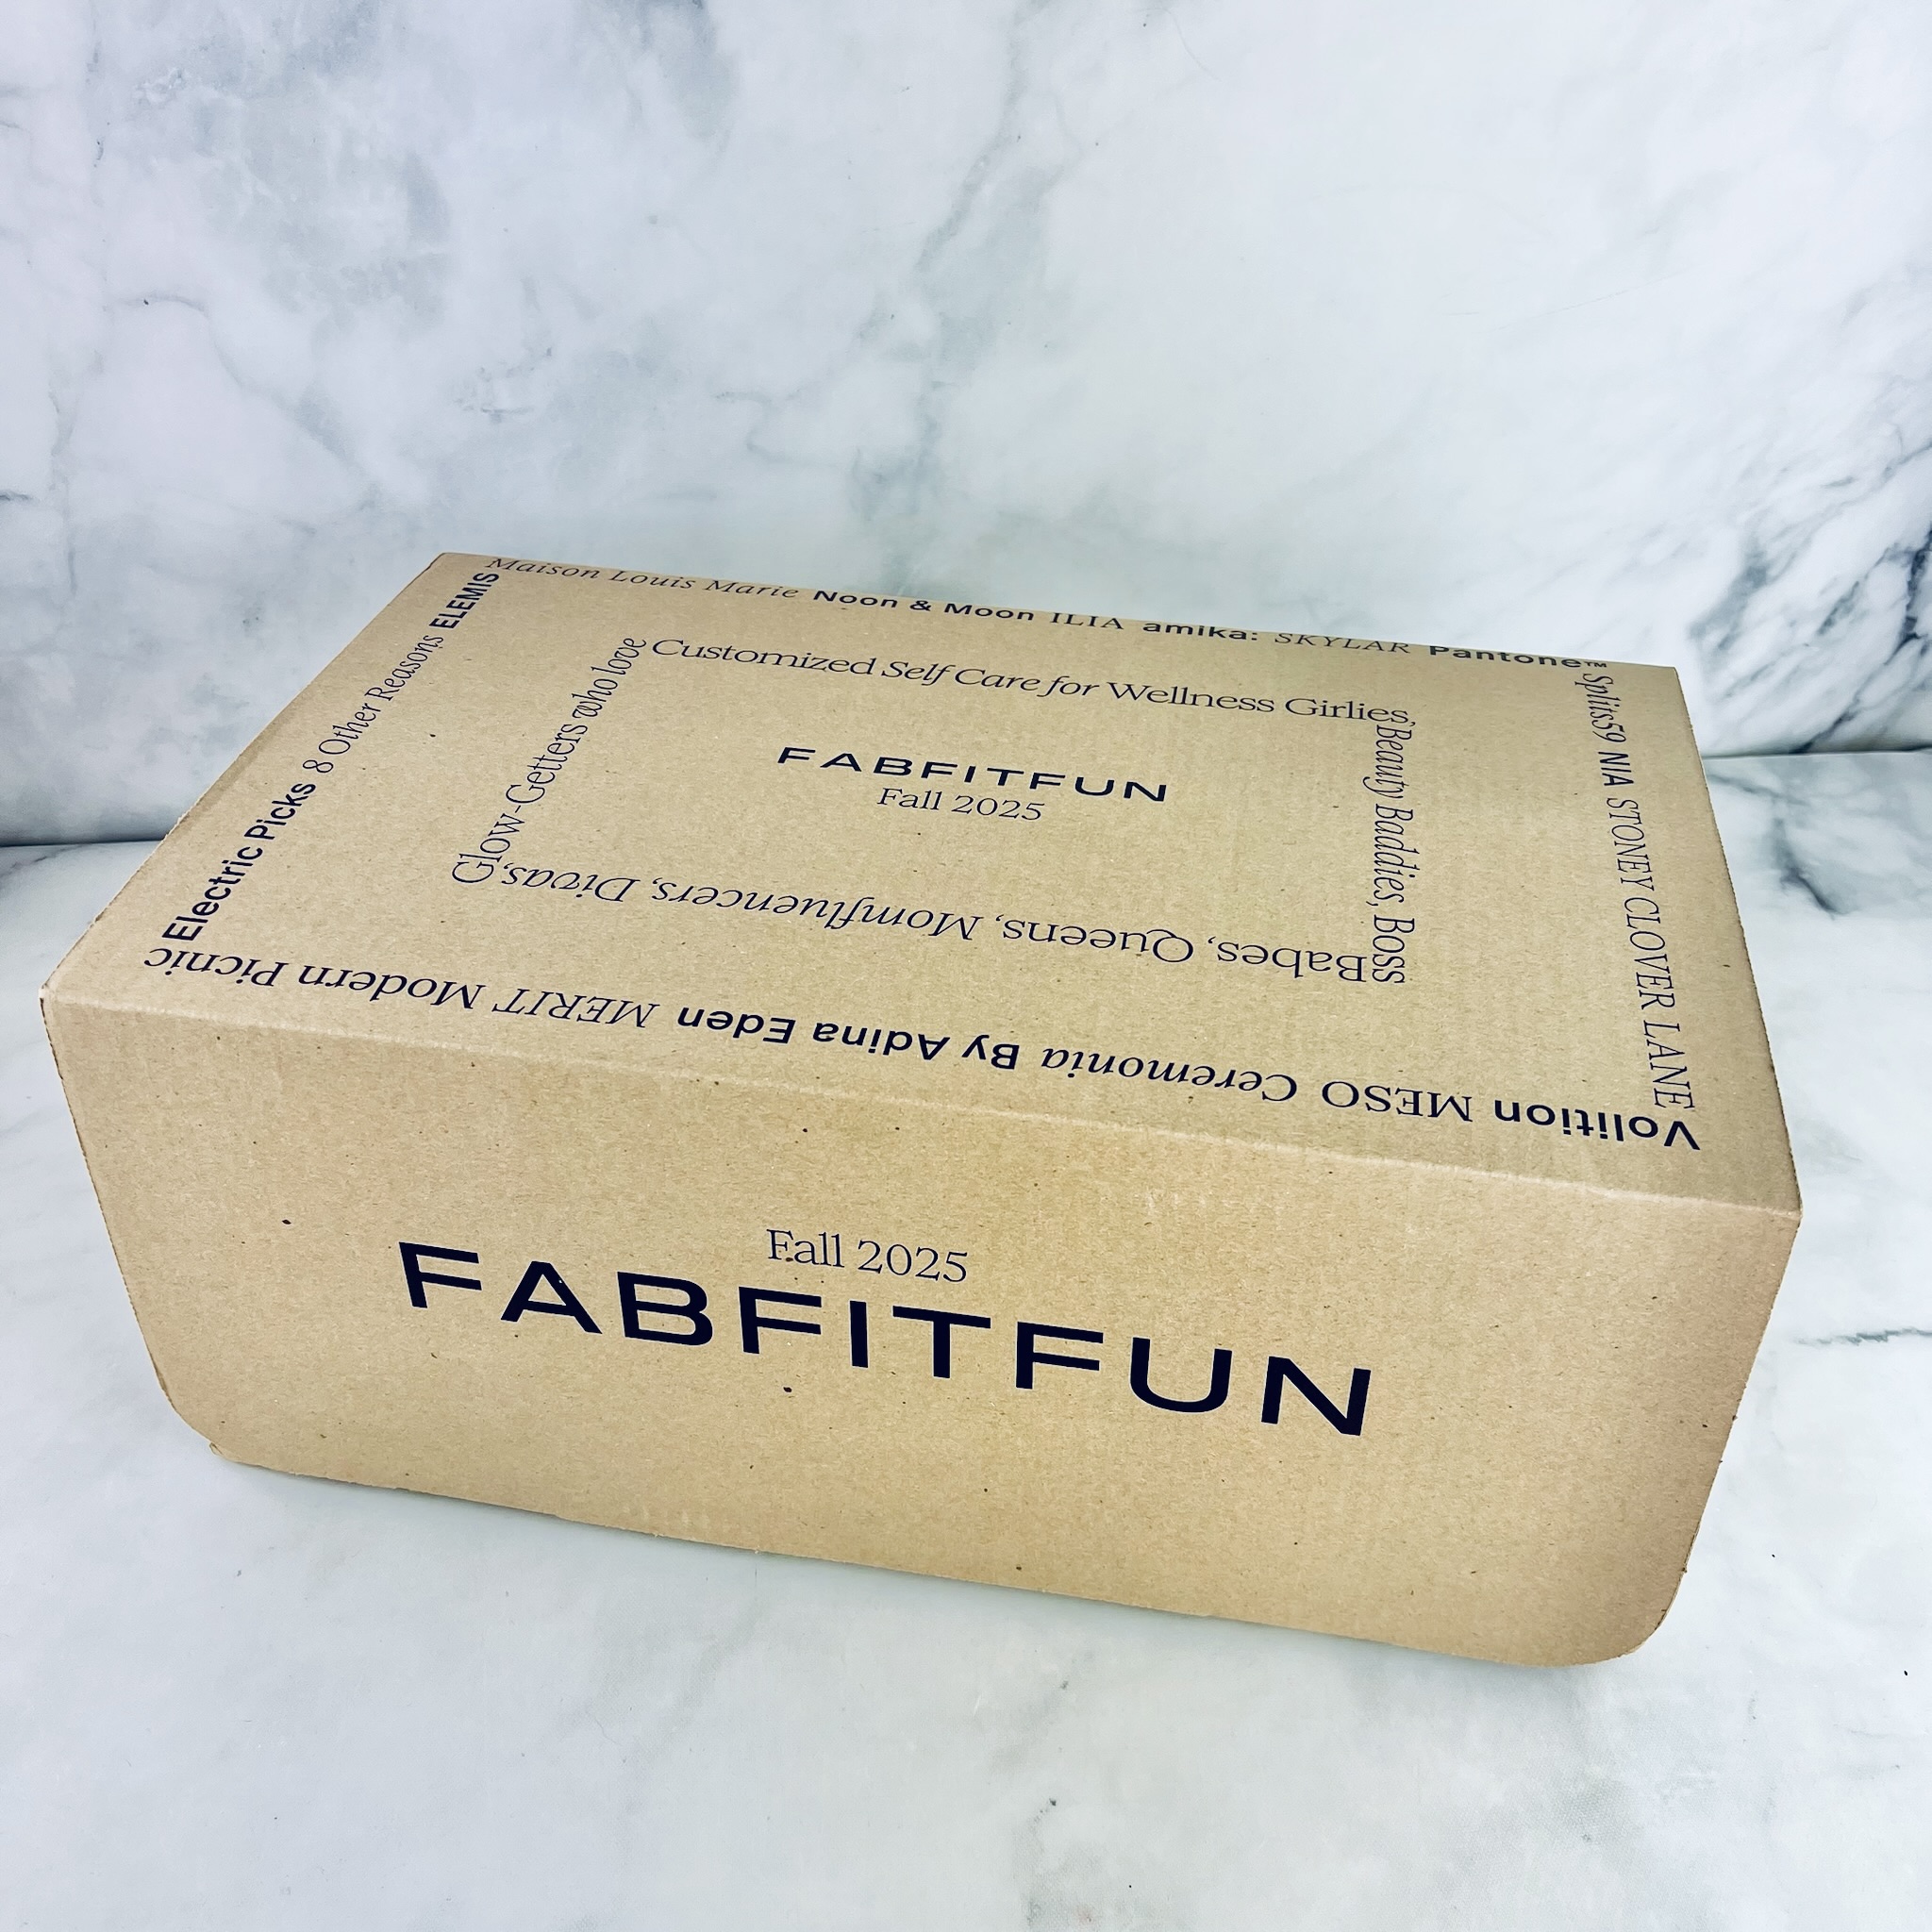 Maison Louis Marie Noon & Moon ILIA amika: SKYLAR Pantone™
Splits59 NIA STONEY CLOVER LANE
Volition MESO Ceremonia By Adina Eden MERIT Modern Picnic
Electric Picks 8 Other Reasons ELEMIS
Customized Self Care for Wellness Girlies,
Beauty Baddies, Boss
Babes, Queens, Momfluencers, Divas,
Glow-Getters who love
FABFITFUN
Fall 2025
Fall 2025
FABFITFUN